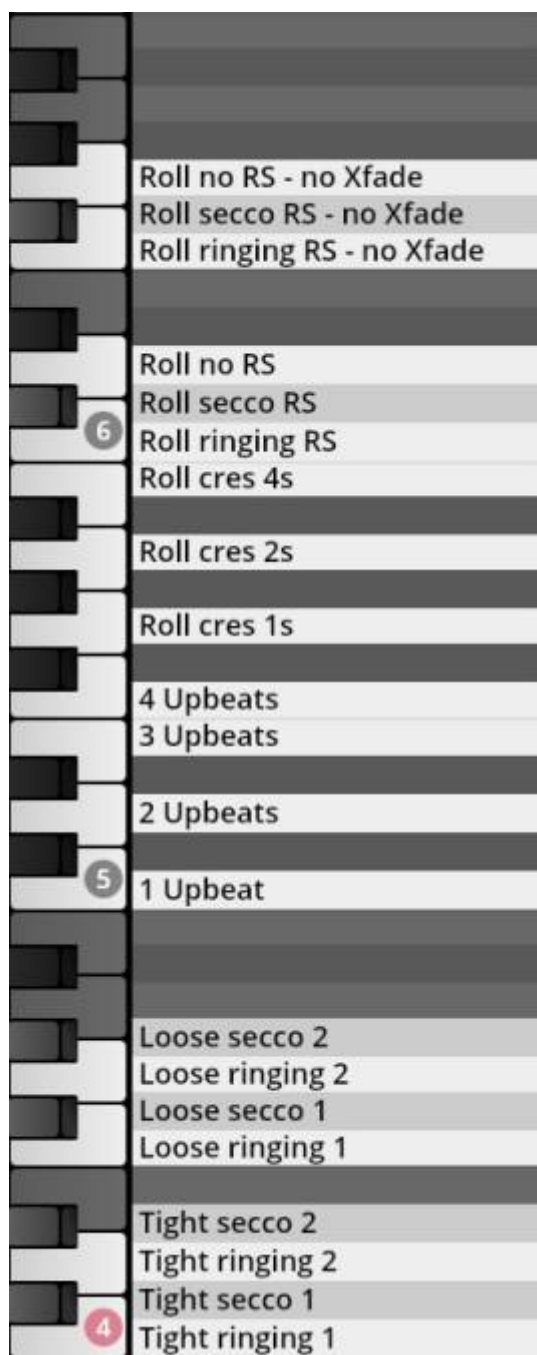 Roll no RS - no Xfade
Roll secco RS - no Xfade
Roll ringing RS - no Xfade
Roll no RS
Roll secco RS
6
Roll ringing RS
Roll cres 4s
Roll cres 2s
Roll cres 1s
4 Upbeats
3 Upbeats
2 Upbeats
5
1 Upbeat
Loose secco 2
Loose ringing 2
Loose secco 1
Loose ringing 1
Tight secco 2
Tight ringing 2
Tight secco 1
4
Tight ringing 1